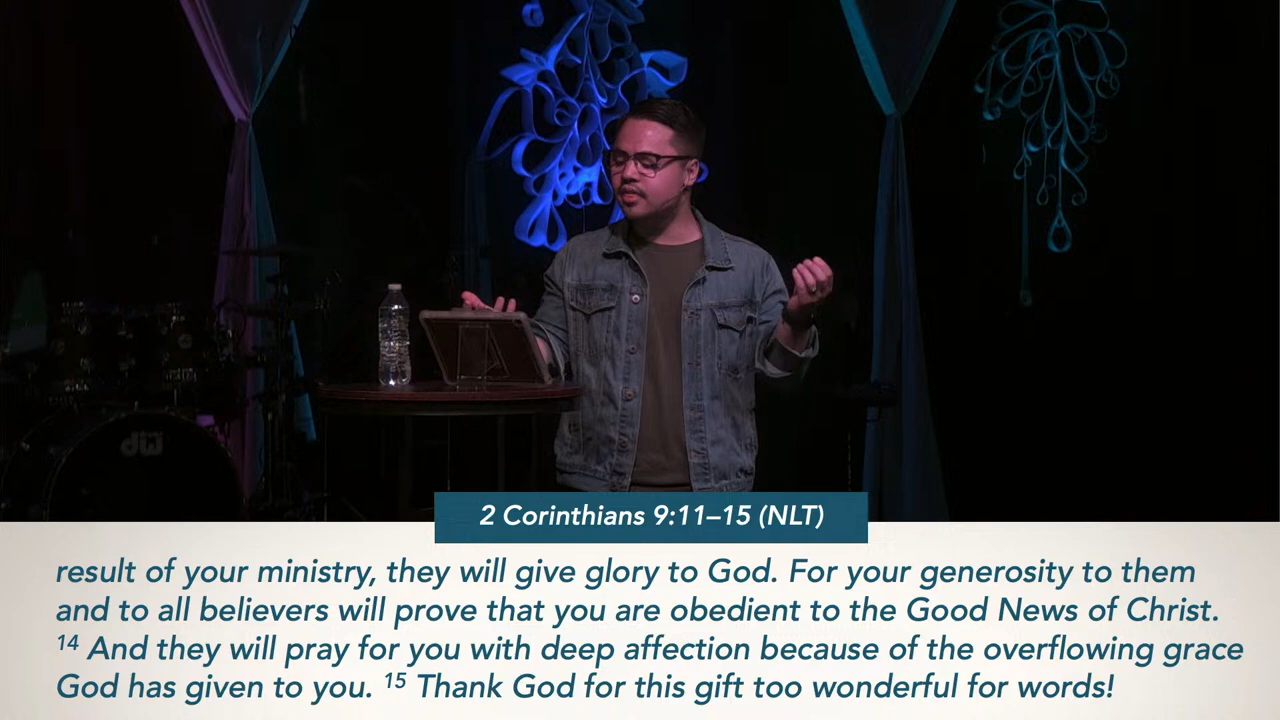 dw
2 Corinthians 9:11–15 (NLT)
result of your ministry, they will give glory to God. For your generosity to them
and to all believers will prove that you are obedient to the Good News of Christ.
14 And they will pray for you with deep affection because of the overflowing grace
God has given to you. 15 Thank God for this gift too wonderful for words!